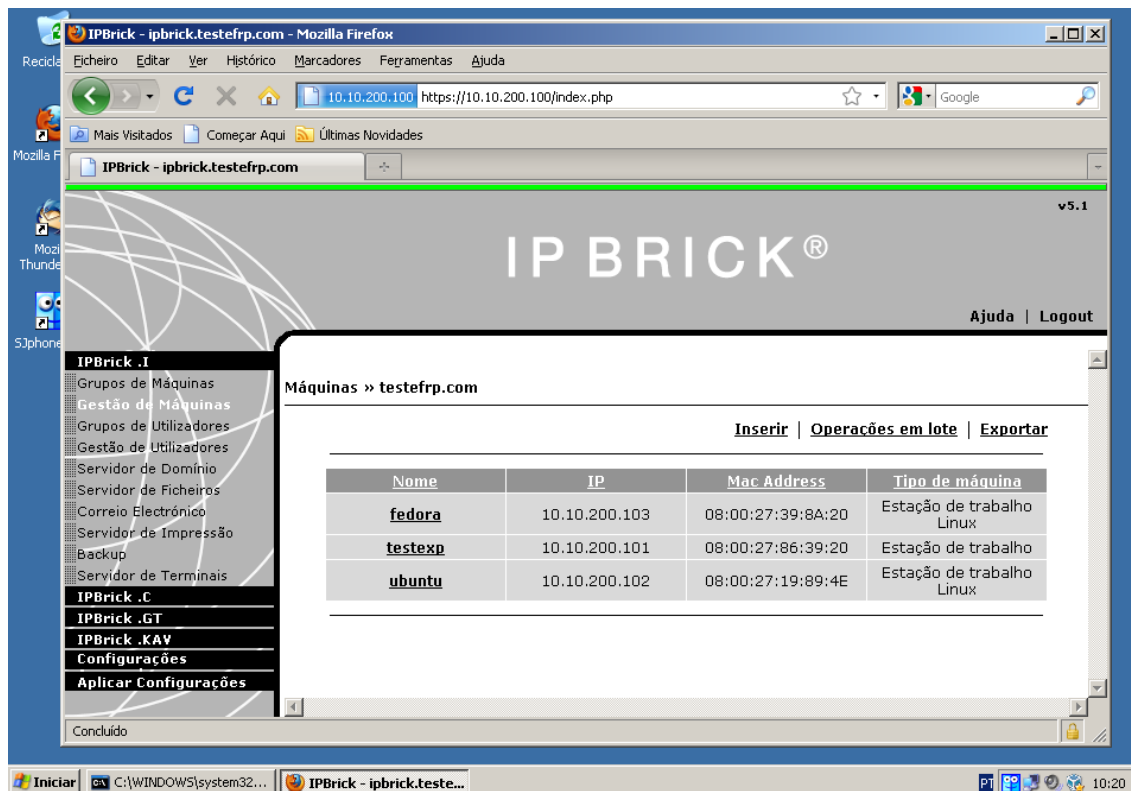 IPBrick - ipbrick.testefrp.com - Mozilla Firefox
Ficheiro Editar Ver Histórico Marcadores Ferramentas Ajuda
10.10.200.100 https://10.10.200.100/index.php
Google
Mais Visitados Começar Aqui Últimas Novidades
IPBrick - ipbrick.testefrp.com
Recicla
Mozilla F
Mozi
Thunde
SJphone
v5.1
IP BRICK®
Ajuda | Logout
IPBrick .I
Grupos de Máquinas
Gestão de Máquinas
Grupos de Utilizadores
Gestão de Utilizadores
Servidor de Domínio
Servidor de Ficheiros
Correio Electrónico
Servidor de Impressão
Backup
Servidor de Terminais
IPBrick .C
IPBrick .GT
IPBrick .KAV
Configurações
Aplicar Configurações
Máquinas » testefrp.com
Inserir | Operações em lote | Exportar
Nome IP Mac Address Tipo de máquina
fedora 10.10.200.103 08:00:27:39:8A:20 Estação de trabalho
Linux
testexp 10.10.200.101 08:00:27:86:39:20 Estação de trabalho
ubuntu 10.10.200.102 08:00:27:19:89:4E Estação de trabalho
Linux
Concluído
Iniciar C:\WINDOWS\system32... IPBrick - ipbrick.teste... PT 10:20